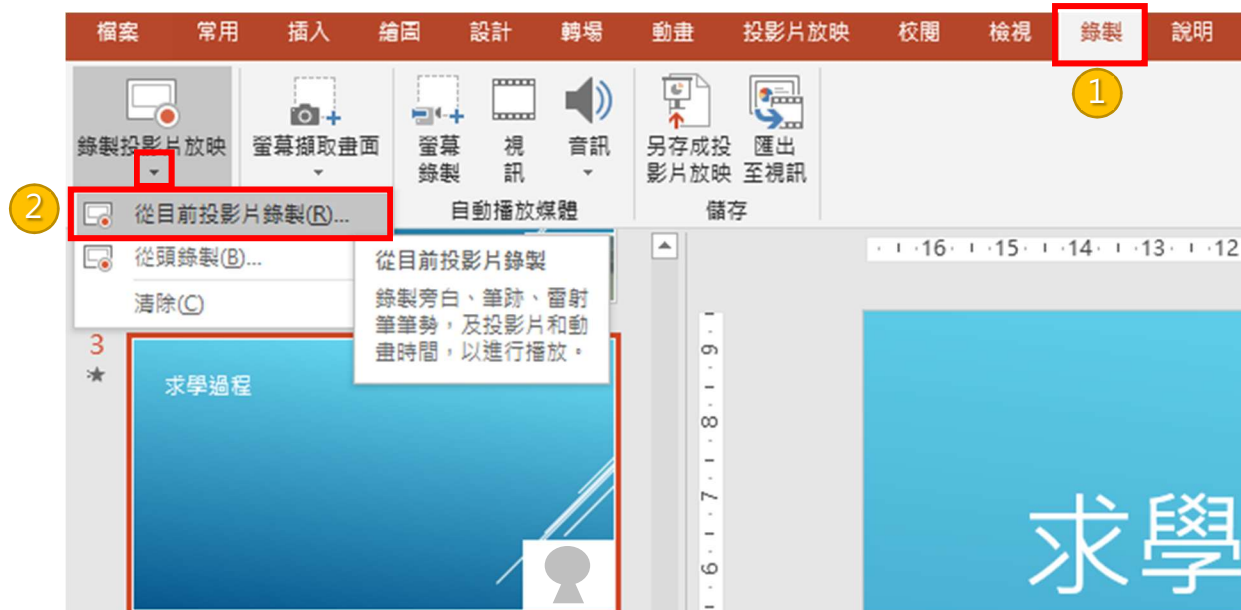 檔案 常用 插入 繪圖 設計 轉場 動畫 投影片放映 校閱 檢視 錄製 說明
1
錄製投影片放映 螢幕擷取畫面 螢幕 視 音訊 另存成投 匯出
錄製 訊 影片放映 至視訊
2
從目前投影片錄製(R)... 自動播放媒體 儲存
從頭錄製(B)...
清除(C)
從目前投影片錄製
錄製旁白、筆跡、雷射
筆筆勢，及投影片和動
畫時間，以進行播放。
16 15 14 13 12
3
求學過程
9
8
7
6
求學